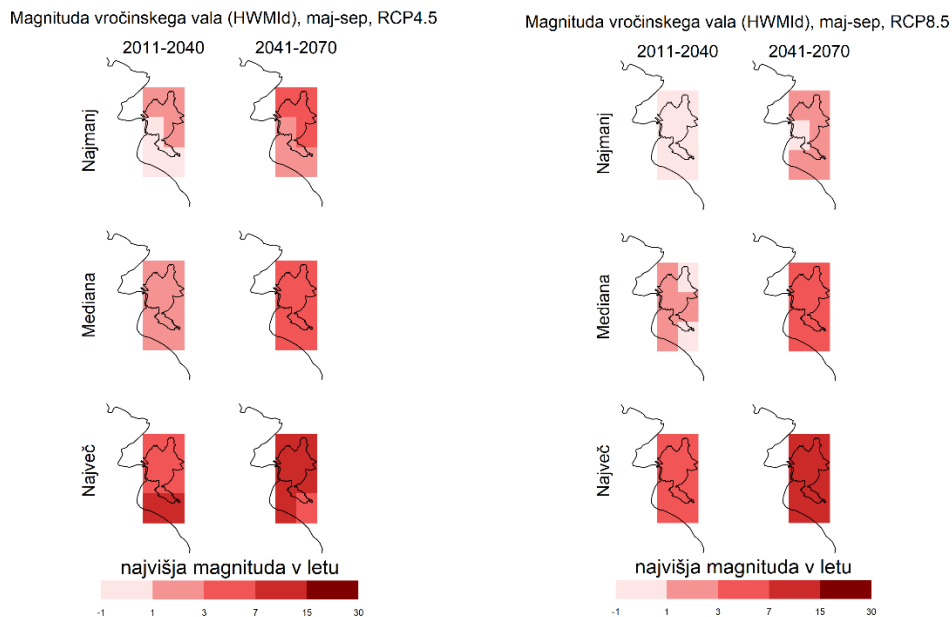 Magnituda vročinskega vala (HWMId), maj-sep, RCP4.5
2011-2040 2041-2070
Najmanj
Mediana
Največ
najvišja magnituda v letu
-1 1 3 7 15 30
Magnituda vročinskega vala (HWMId), maj-sep, RCP8.5
2011-2040 2041-2070
Najmanj
Mediana
Največ
najvišja magnituda v letu
-1 1 3 7 15 30